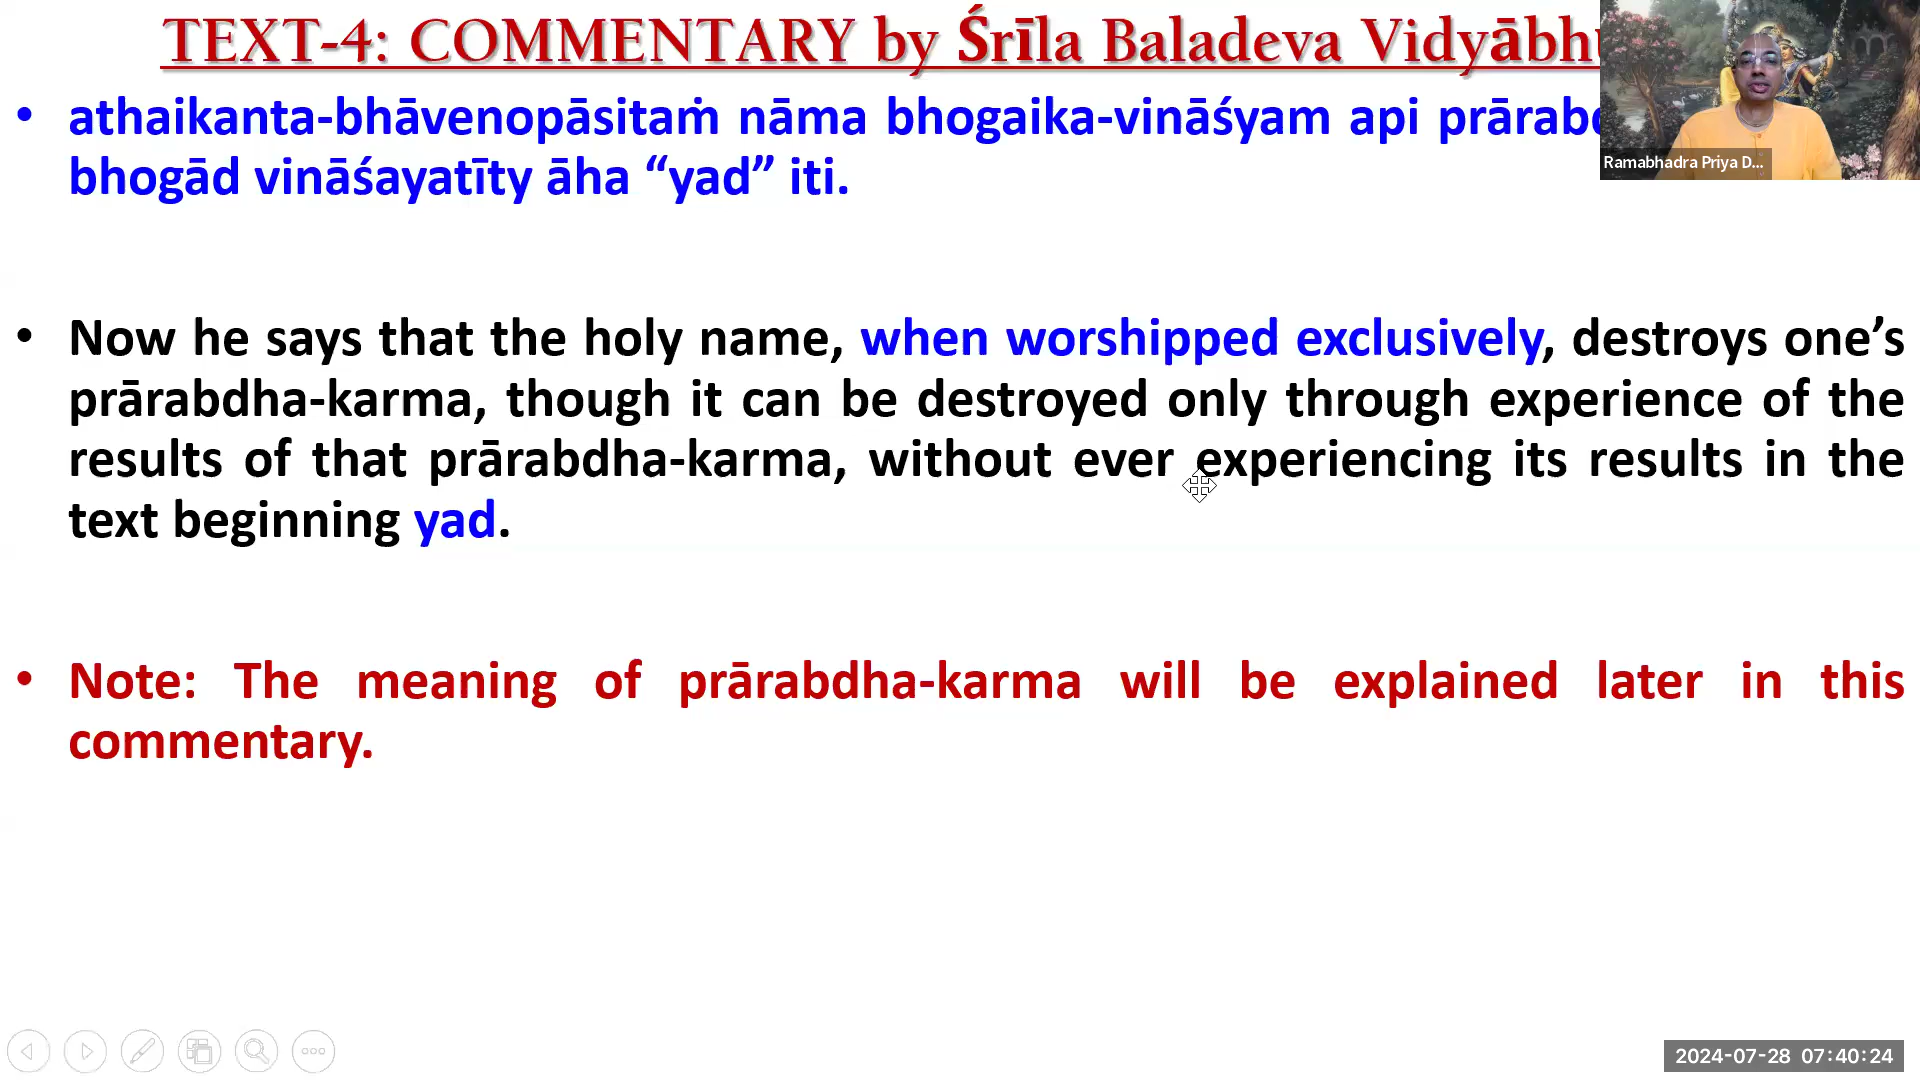 TEXT-4: COMMENTARY by Śrīla Baladeva
• athaikanta-bhāvenopāsitaṁ nāma bhogaika-vināśyam api
bhogād vināśayatīty āha “yad” iti.
• Now he says that the holy name, when worshipped exclusively, destroys one’s
prārabdha-karma, though it can be destroyed only through experience of the
results of that prārabdha-karma, without ever experiencing its results in the
text beginning yad.
• Note: The meaning of prārabdha-karma will be explained later in this
commentary.
Ramabhadra Priya D...
2024-07-28 07:40:24